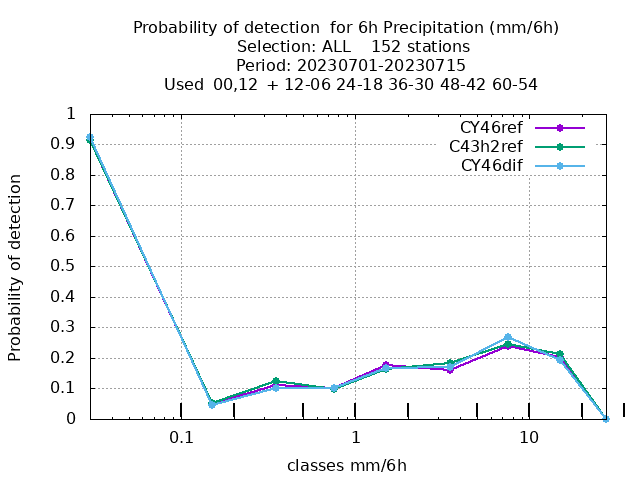 Probability of detection  for 6h Precipitation (mm/6h)
Selection: ALL    152 stations
Period: 20230701-20230715
Used  00,12  + 12-06 24-18 36-30 48-42 60-54
CY46ref
C43h2ref
CY46dif
Probability of detection
1
0.9
0.8
0.7
0.6
0.5
0.4
0.3
0.2
0.1
0
0.1 1 10
classes mm/6h